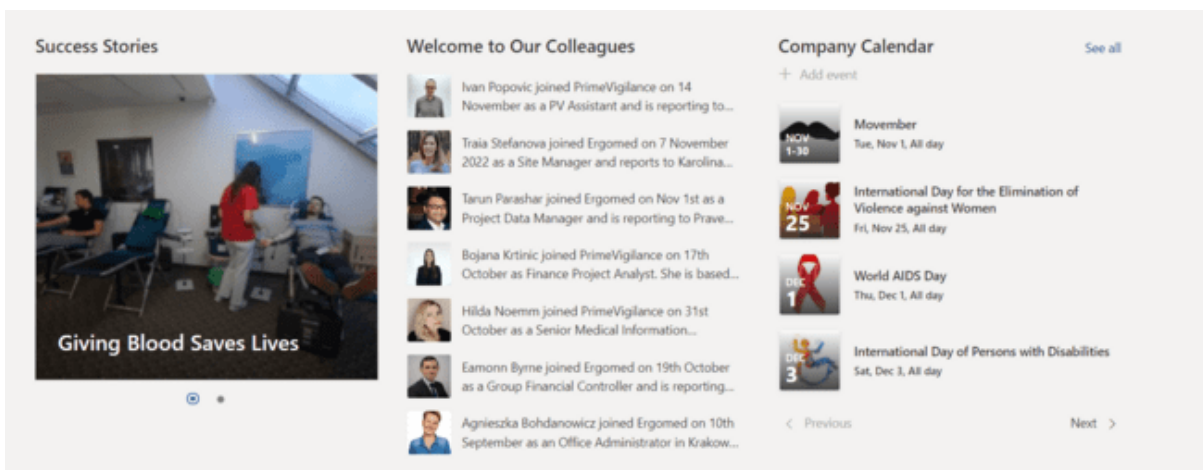 Success Stories
Giving Blood Saves Lives
Welcome to Our Colleagues
Ivan Popovic joined PrimeVigilance on 14
November as a PV Assistant and is reporting to...
Traia Stefanova joined Ergomed on 7 November
2022 as a Site Manager and reports to Karolina...
Tarun Parashar joined Ergomed on Nov 1st as a
Project Data Manager and is reporting to Prave...
Bojana Krtinic joined PrimeVigilance on 17th
October as Finance Project Analyst. She is based...
Hilda Noemm joined PrimeVigilance on 31st
October as a Senior Medical Information...
Eamonn Byrne joined Ergomed on 19th October
as a Group Financial Controller and is reporting...
Agnieszka Bohdanowicz joined Ergomed on 10th
September as an Office Administrator in Krakow...
Company Calendar
See all
+ Add event
NOV
1-30
Movember
Tue, Nov 1, All day
NOV
25
International Day for the Elimination of
Violence against Women
Fri, Nov 25, All day
DEC
1
World AIDS Day
Thu, Dec 1, All day
DEC
3
International Day of Persons with Disabilities
Sat, Dec 3, All day
< Previous
Next >